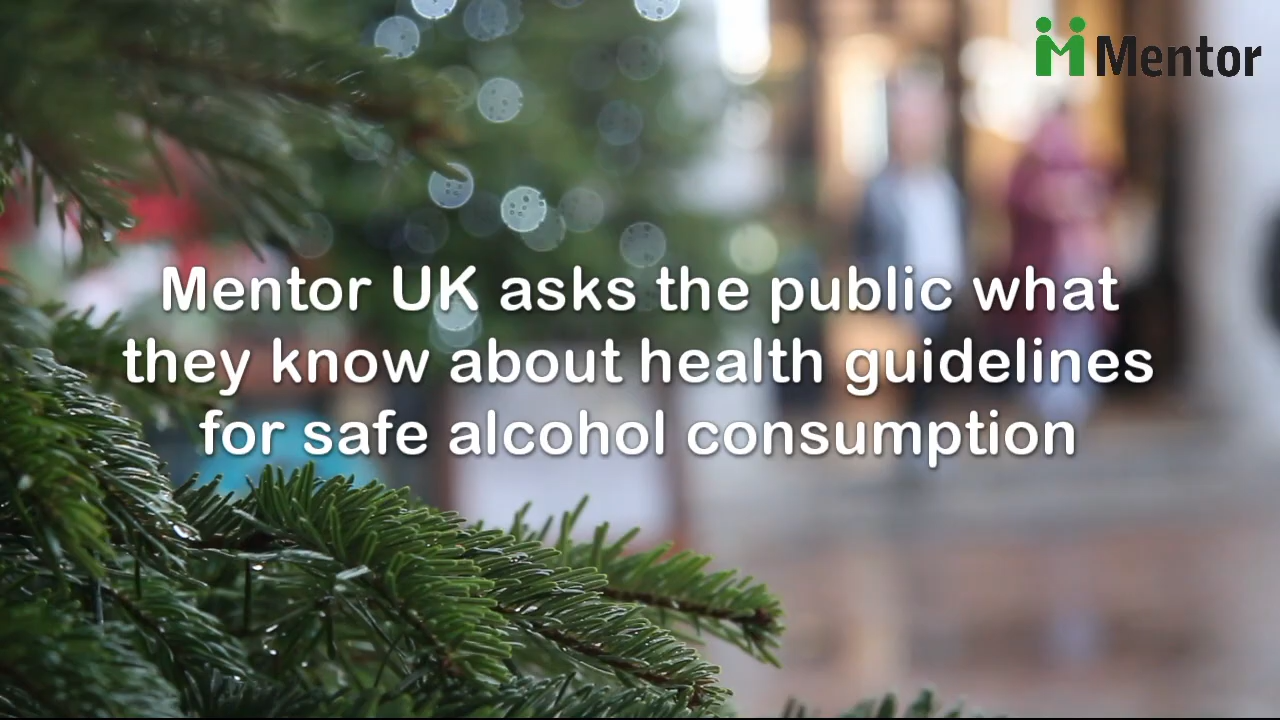 Mentor
Mentor UK asks the public what
they know about health guidelines
for safe alcohol consumption